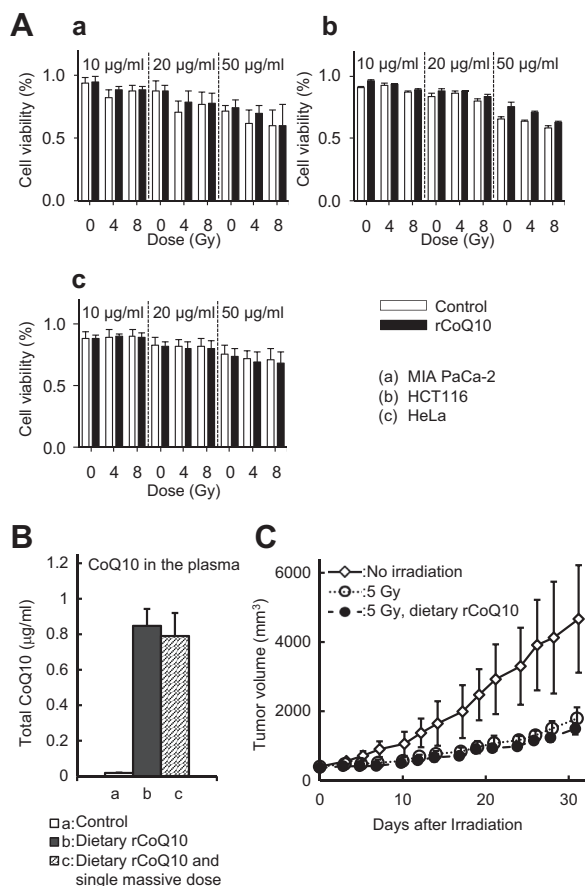 A
a
10 µg/ml 20 µg/ml 50 µg/ml
Cell viability (%)
1.0
0.5
0.0
0 4 8 0 4 8 0 4 8
Dose (Gy)
b
10 µg/ml 20 µg/ml 50 µg/ml
Cell viability (%)
1.0
0.5
0.0
0 4 8 0 4 8 0 4 8
Dose (Gy)
c
10 µg/ml 20 µg/ml 50 µg/ml
Cell viability (%)
1.0
0.5
0.0
0 4 8 0 4 8 0 4 8
Dose (Gy)
Control
rCoQ10
(a) MIA PaCa-2
(b) HCT116
(c) HeLa
B
CoQ10 in the plasma
Total CoQ10 (µg/ml)
1.2
1
0.8
0.6
0.4
0.2
0
a b c
a: Control
b: Dietary rCoQ10
c: Dietary rCoQ10 and
single massive dose
C
:No irradiation
:5 Gy
:5 Gy, dietary rCoQ10
Tumor volume (mm³)
6000
4000
2000
0
0 10 20 30
Days after Irradiation